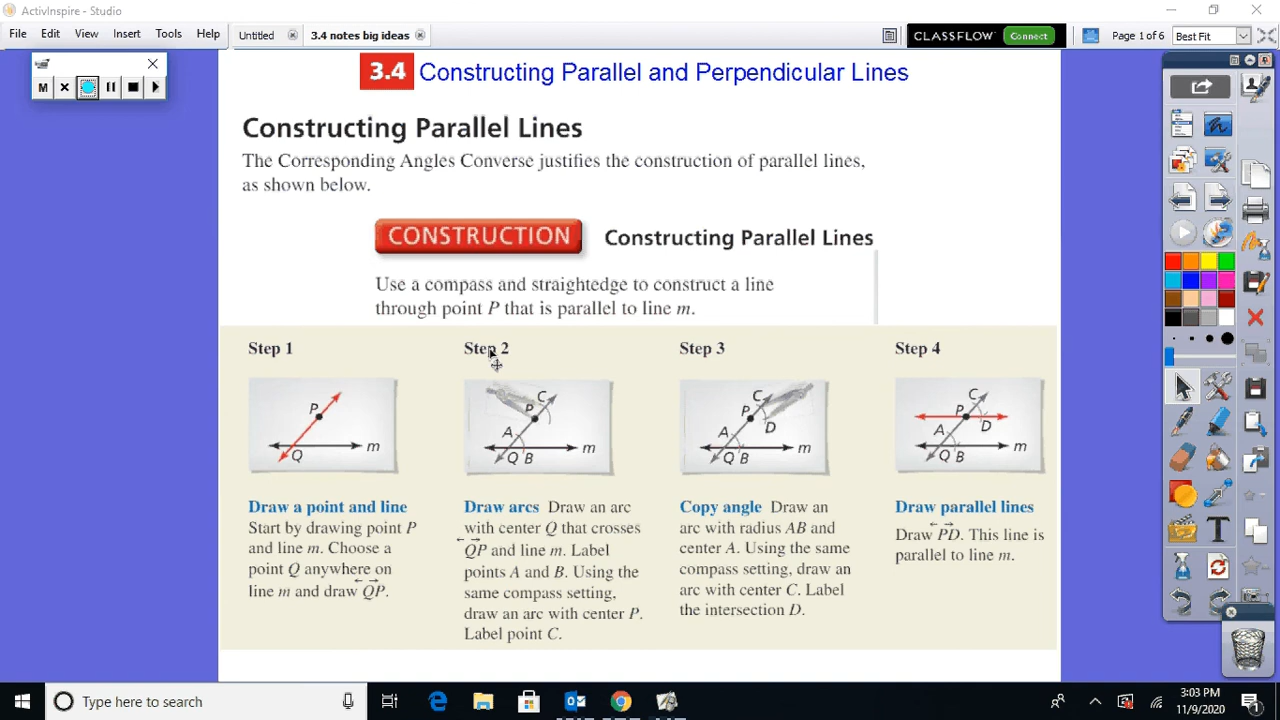 ActivInspire - Studio
File Edit View Insert Tools Help
Untitled
3.4 notes big ideas
CLASSFLOW Connect
Page 1 of 6
Best Fit
M
3.4 Constructing Parallel and Perpendicular Lines
Constructing Parallel Lines
The Corresponding Angles Converse justifies the construction of parallel lines,
as shown below.
CONSTRUCTION Constructing Parallel Lines
Use a compass and straightedge to construct a line
through point P that is parallel to line m.
Step 1
P
m
Q
Draw a point and line
Start by drawing point P
and line m. Choose a
point Q anywhere on
line m and draw QP.
Step 2
C
P
A
m
Q B
Draw arcs Draw an arc
with center Q that crosses
QP and line m. Label
points A and B. Using the
same compass setting,
draw an arc with center P.
Label point C.
Step 3
C
P
D
A
m
Q B
Copy angle Draw an
arc with radius AB and
center A. Using the same
compass setting, draw an
arc with center C. Label
the intersection D.
Step 4
C
P
D
A
m
Q B
Draw parallel lines
Draw PD. This line is
parallel to line m.
T
Type here to search
3:03 PM
11/9/2020
1